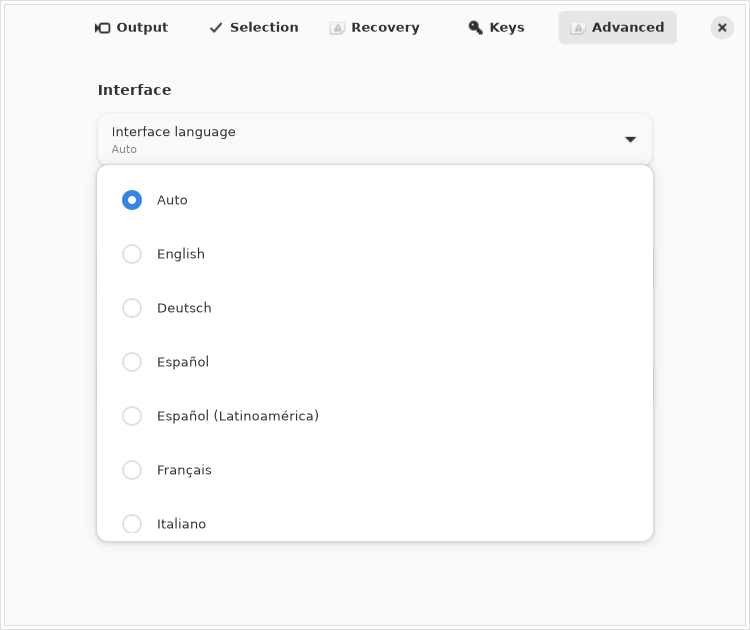 Output Selection Recovery Keys Advanced
Interface
Interface language
Auto
Auto
English
Deutsch
Español
Español (Latinoamérica)
Français
Italiano